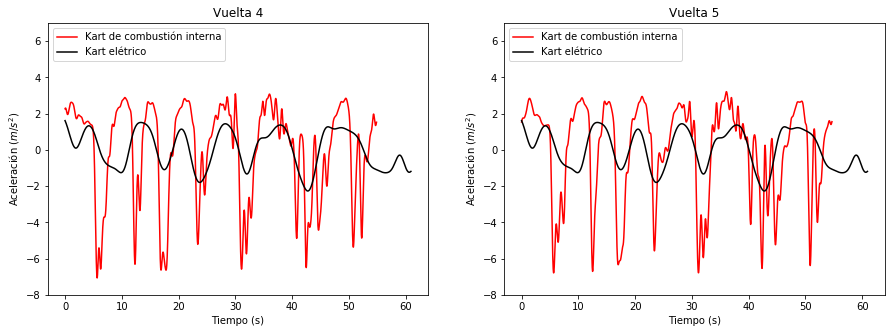 Vuelta 4
Kart de combustión interna
Kart elétrico
6
4
2
0
−2
−4
−6
−8
Aceleración (m/s²)
0 10 20 30 40 50 60
Tiempo (s)
Vuelta 5
Kart de combustión interna
Kart elétrico
6
4
2
0
−2
−4
−6
−8
Aceleración (m/s²)
0 10 20 30 40 50 60
Tiempo (s)